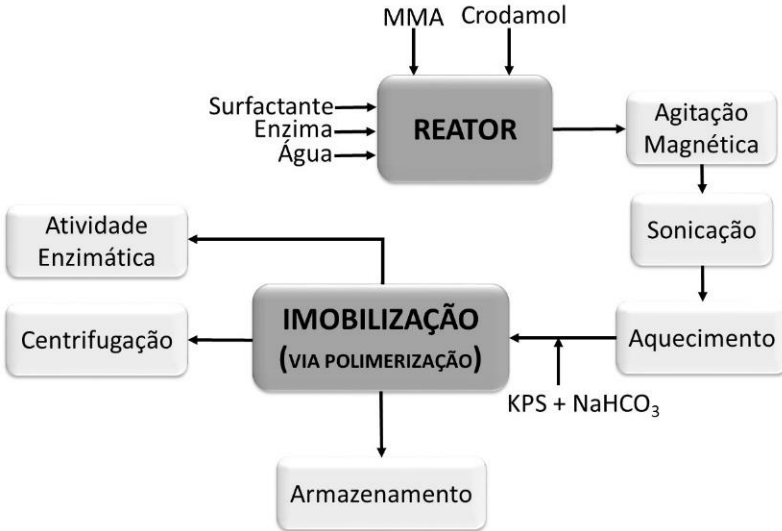 MMA
Crodamol
Surfactante
Enzima
Água
REATOR
Agitação
Magnética
Sonicação
Aquecimento
KPS + NaHCO₃
IMOBILIZAÇÃO
(VIA POLIMERIZAÇÃO)
Atividade
Enzimática
Centrifugação
Armazenamento